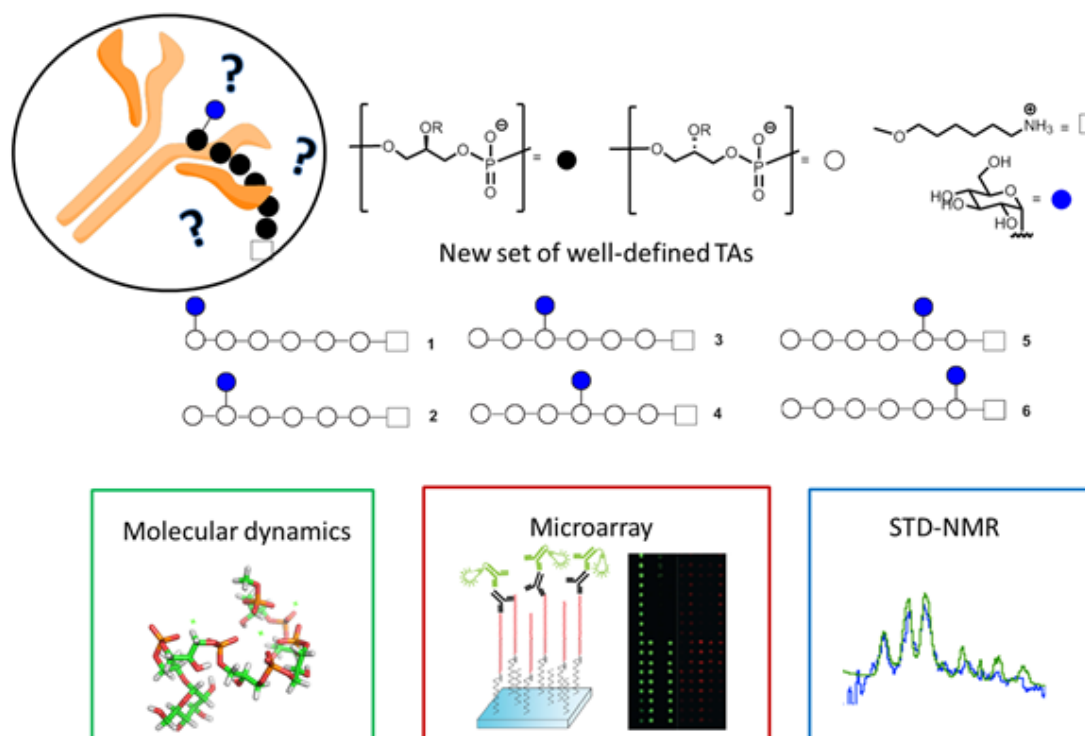 ?
?
?
OR
O
O
P
O⊖
O
= ●
OR
O
O
P
O⊖
O
= ○
O
⊕
NH3 = □
OH
HO
HO
HO
O
= ●
New set of well-defined TAs
1
3
5
2
4
6
Molecular dynamics
Microarray
STD-NMR